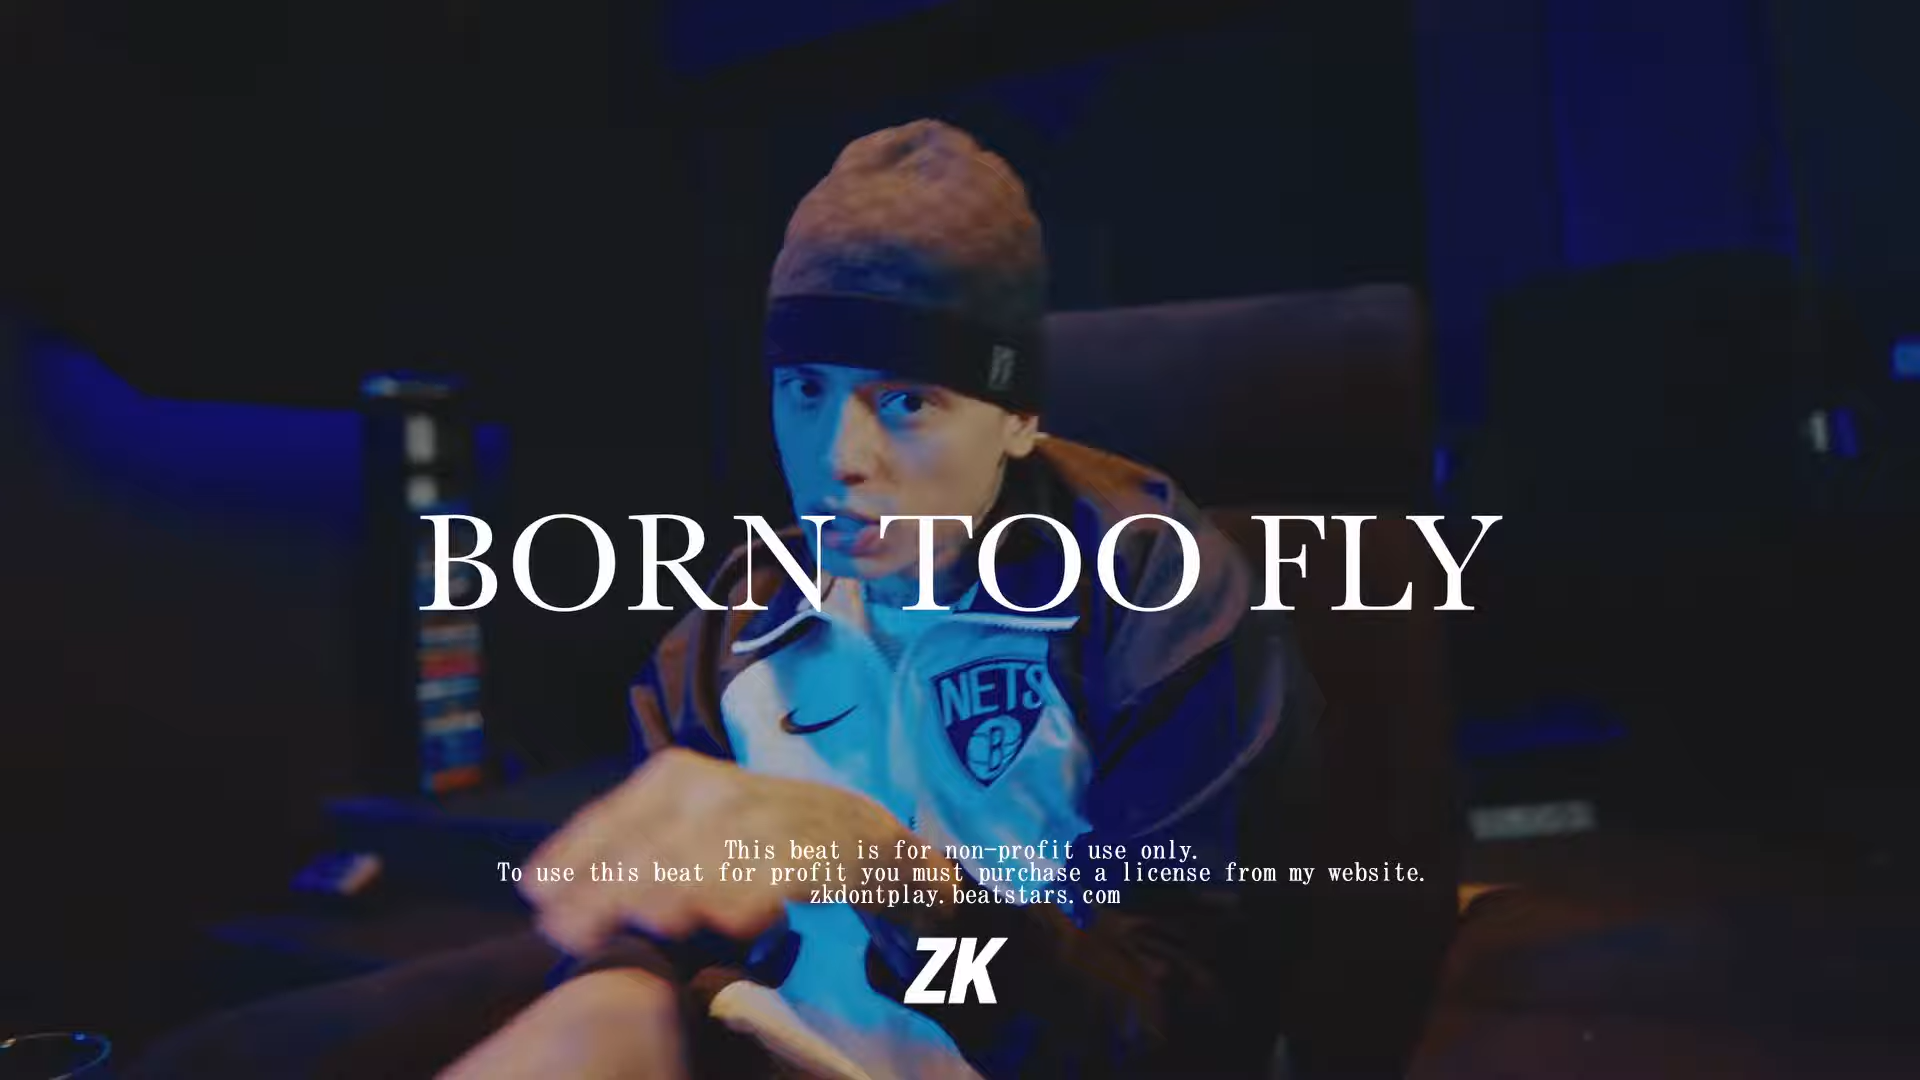 BORN TOO FLY
NETS
B
This beat is for non-profit use only.
To use this beat for profit you must purchase a license from my website.
zkdontplay.beatstars.com
ZK